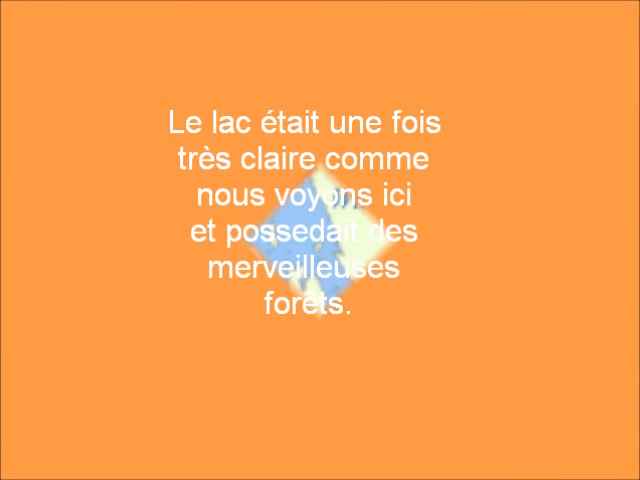 Le lac était une fois
très claire comme
nous voyons ici
et possedait des
merveilleuses
forêts.